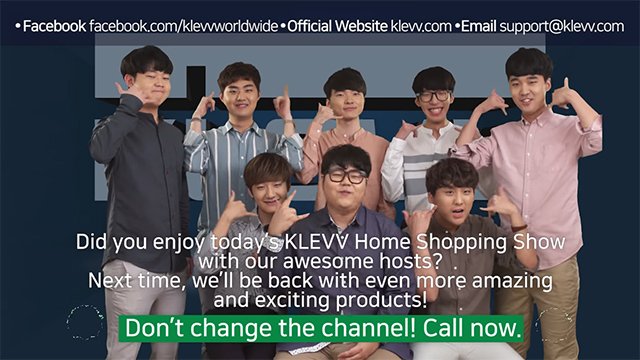 •Facebook facebook.com/klevvworldwide •Official Website klevv.com •Email support@klevv.com
Did you enjoy today's KLEVV Home Shopping Show
with our awesome hosts?
Next time, we'll be back with even more amazing
and exciting products!
Don't change the channel! Call now.